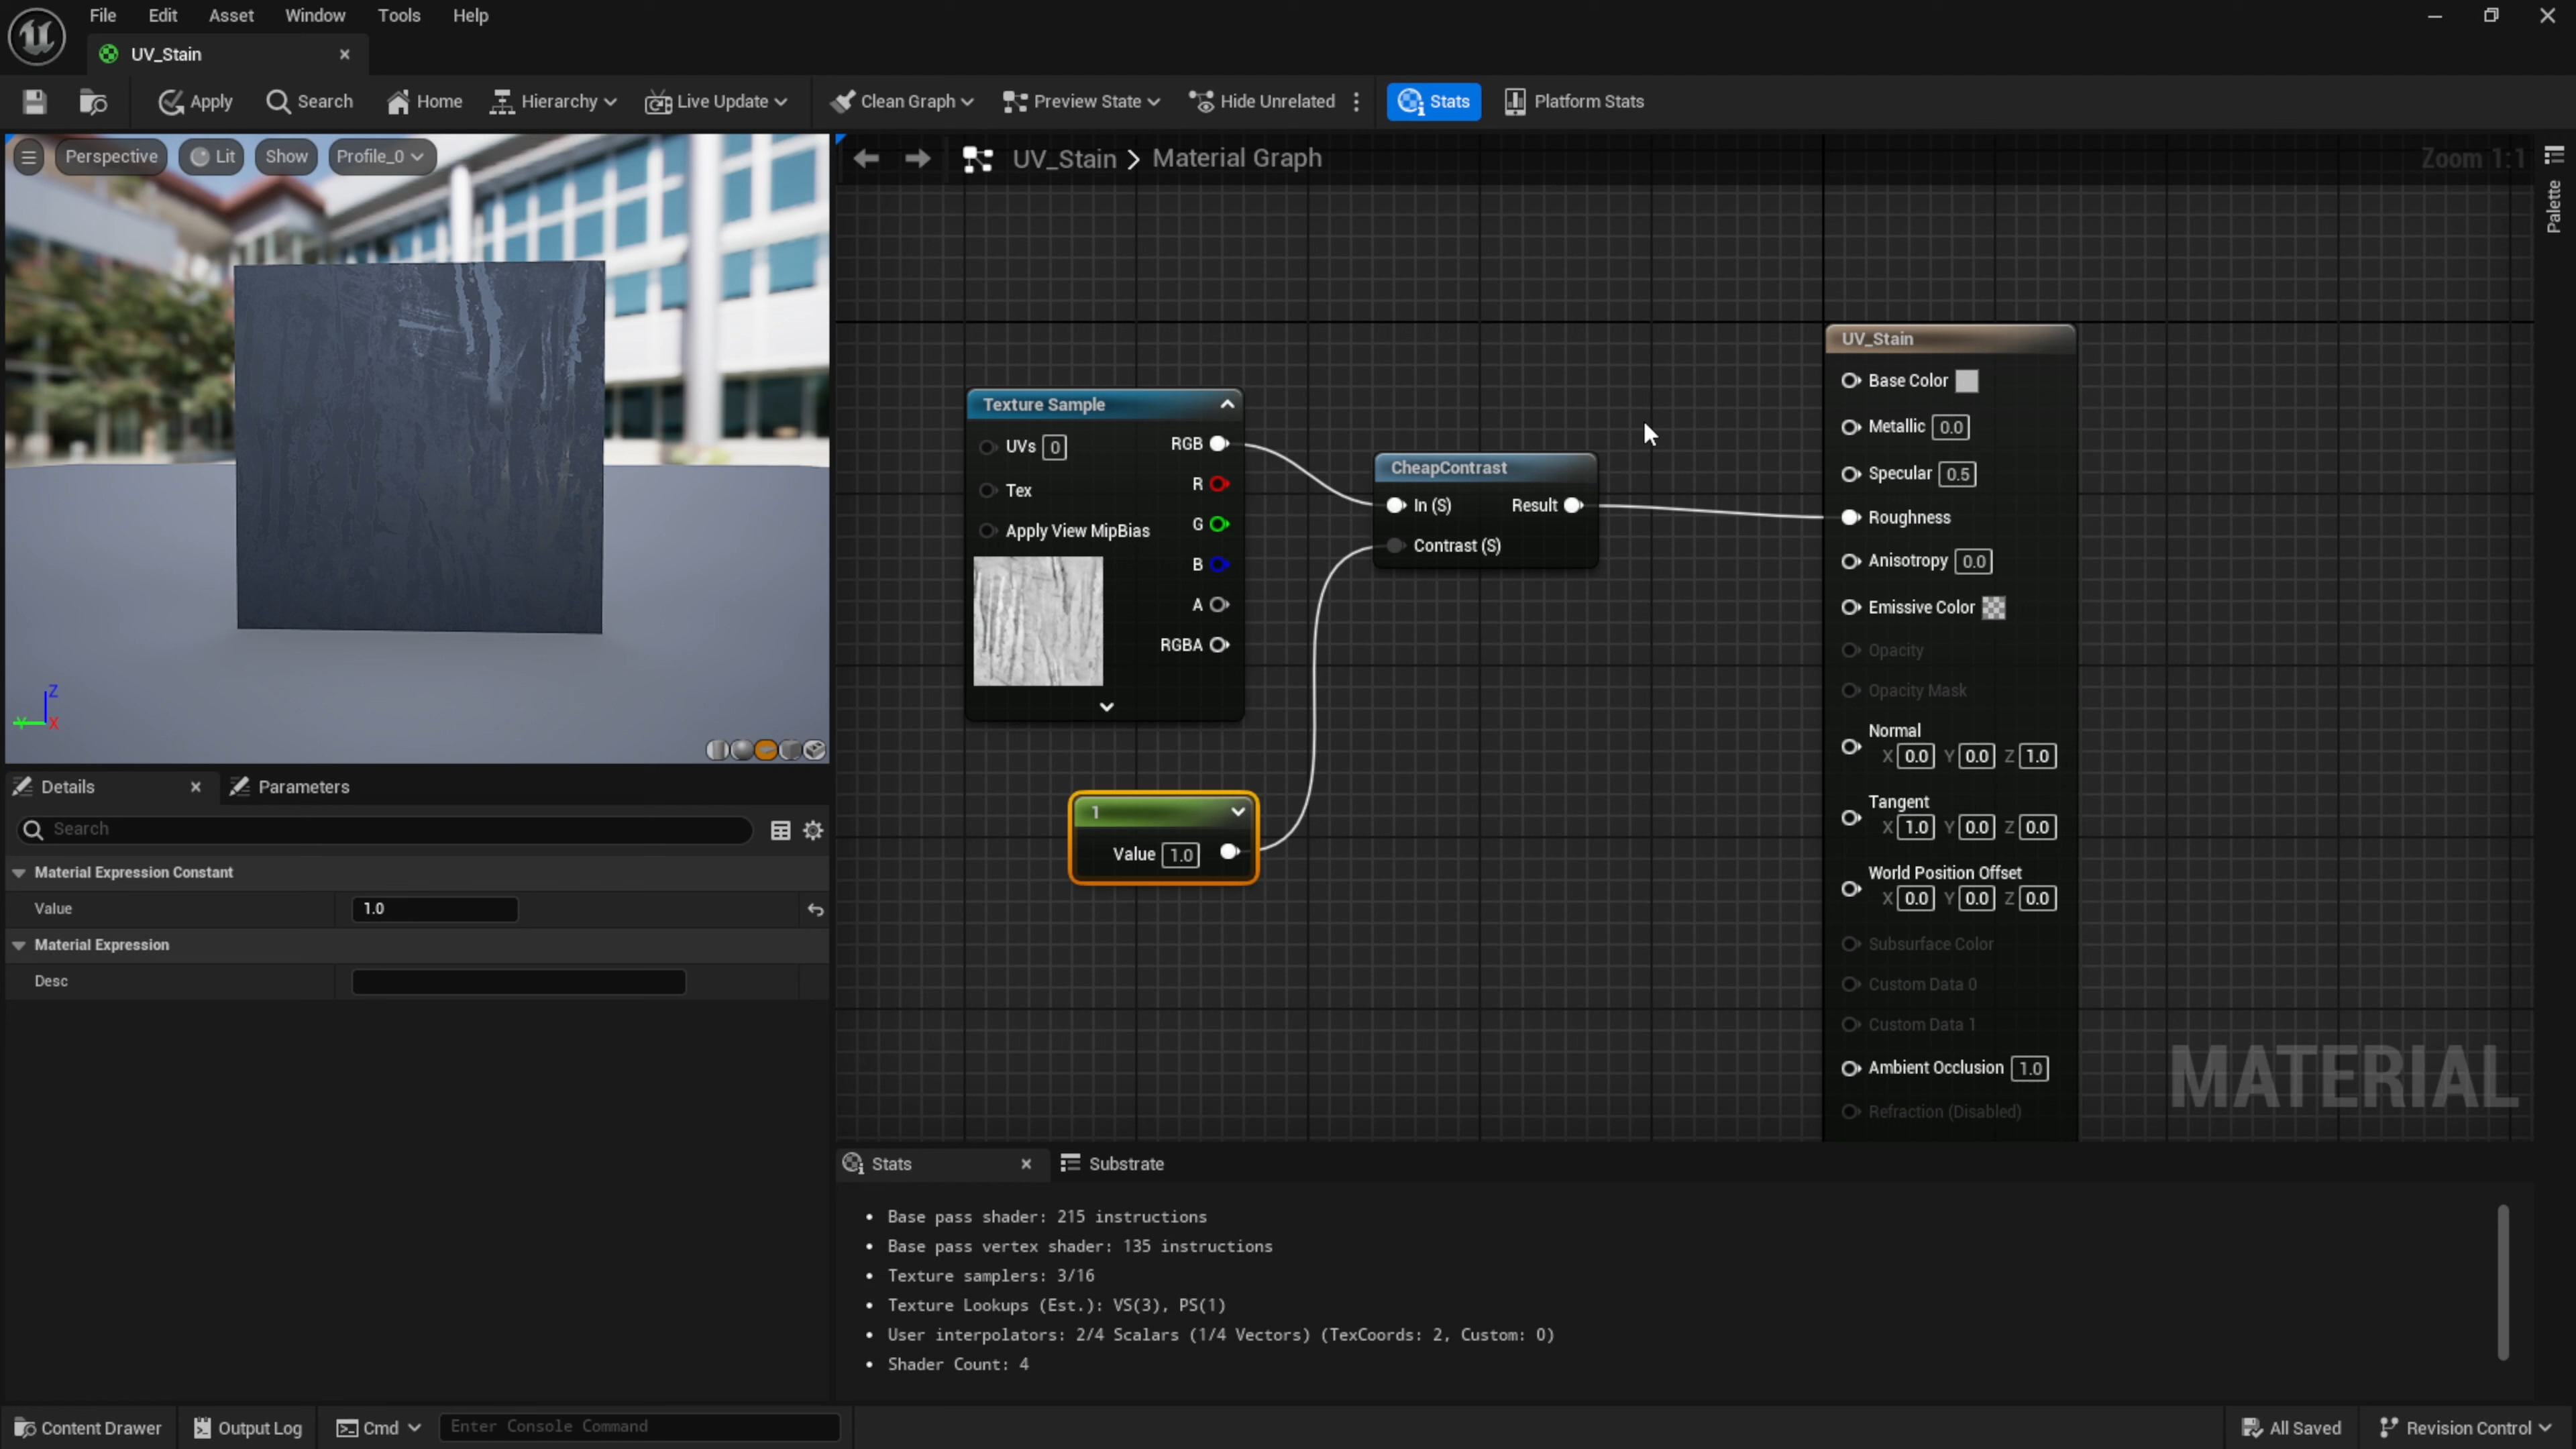 File Edit Asset Window Tools Help
UV_Stain
Apply Search Home Hierarchy Live Update Clean Graph Preview State Hide Unrelated Stats Platform Stats
Perspective Lit Show Profile_0
UV_Stain > Material Graph
Zoom 1:1
Palette
Texture Sample
UVs 0
Tex
Apply View MipBias
RGB
R
G
B
A
RGBA
CheapContrast
In (S) Result
Contrast (S)
1
Value 1.0
UV_Stain
Base Color
Metallic 0.0
Specular 0.5
Roughness
Anisotropy 0.0
Emissive Color
Opacity
Opacity Mask
Normal
X 0.0 Y 0.0 Z 1.0
Tangent
X 1.0 Y 0.0 Z 0.0
World Position Offset
X 0.0 Y 0.0 Z 0.0
Subsurface Color
Custom Data 0
Custom Data 1
Ambient Occlusion 1.0
Refraction (Disabled)
MATERIAL
Z
Y X
Details Parameters
Search
Material Expression Constant
Value 1.0
Material Expression
Desc
Stats Substrate
• Base pass shader: 215 instructions
• Base pass vertex shader: 135 instructions
• Texture samplers: 3/16
• Texture Lookups (Est.): VS(3), PS(1)
• User interpolators: 2/4 Scalars (1/4 Vectors) (TexCoords: 2, Custom: 0)
• Shader Count: 4
Content Drawer Output Log Cmd Enter Console Command All Saved Revision Control